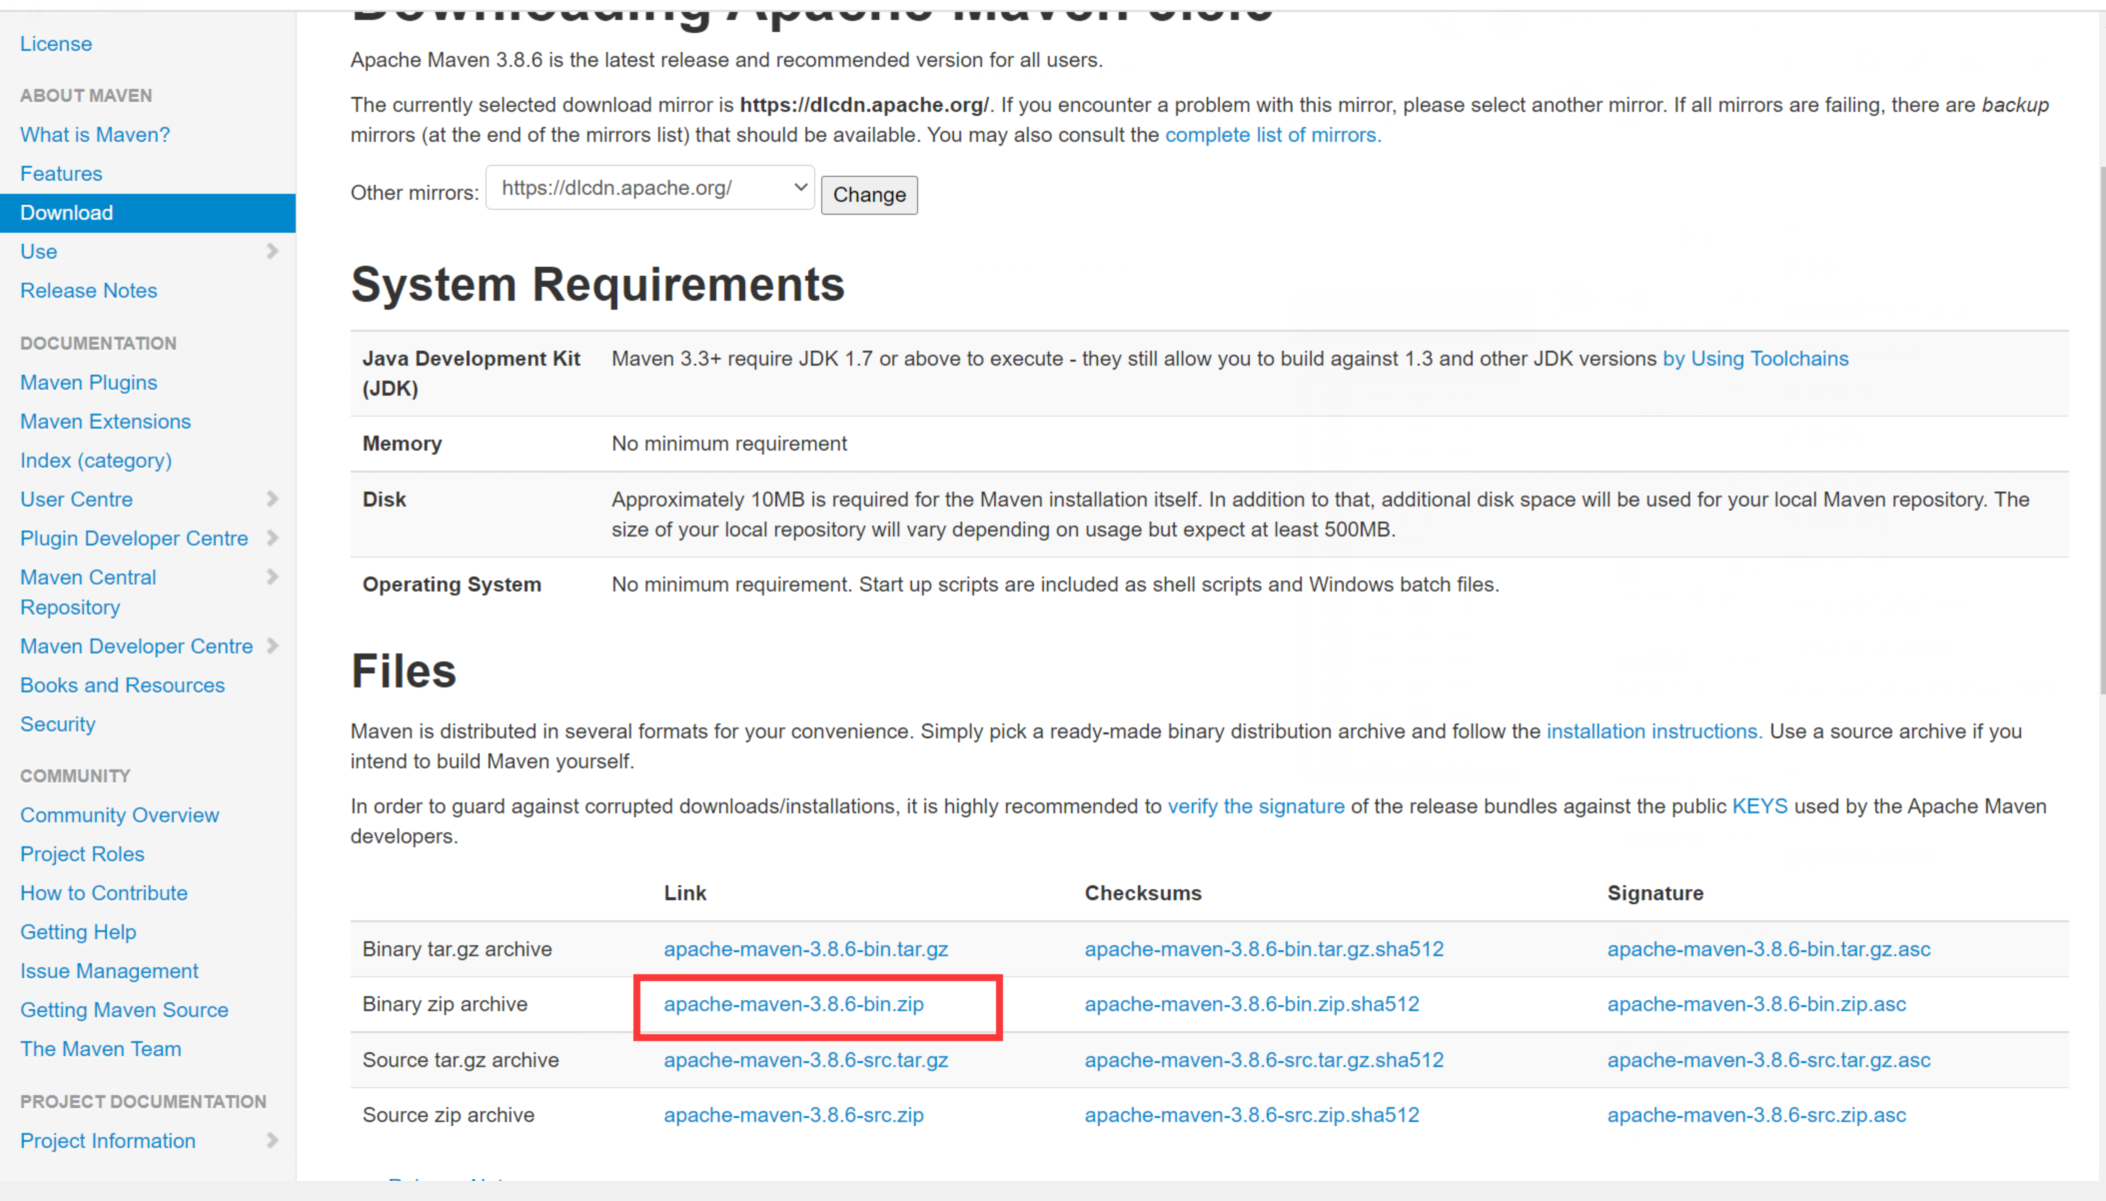 License
ABOUT MAVEN
What is Maven?
Features
Download
Use
Release Notes
DOCUMENTATION
Maven Plugins
Maven Extensions
Index (category)
User Centre
Plugin Developer Centre
Maven Central
Repository
Maven Developer Centre
Books and Resources
Security
COMMUNITY
Community Overview
Project Roles
How to Contribute
Getting Help
Issue Management
Getting Maven Source
The Maven Team
PROJECT DOCUMENTATION
Project Information
Downloading Apache Maven 3.8.6
Apache Maven 3.8.6 is the latest release and recommended version for all users.
The currently selected download mirror is https://dlcdn.apache.org/. If you encounter a problem with this mirror, please select another mirror. If all mirrors are failing, there are backup
mirrors (at the end of the mirrors list) that should be available. You may also consult the complete list of mirrors.
Other mirrors: https://dlcdn.apache.org/ Change
System Requirements
Java Development Kit Maven 3.3+ require JDK 1.7 or above to execute - they still allow you to build against 1.3 and other JDK versions by Using Toolchains
(JDK)
Memory No minimum requirement
Disk Approximately 10MB is required for the Maven installation itself. In addition to that, additional disk space will be used for your local Maven repository. The
size of your local repository will vary depending on usage but expect at least 500MB.
Operating System No minimum requirement. Start up scripts are included as shell scripts and Windows batch files.
Files
Maven is distributed in several formats for your convenience. Simply pick a ready-made binary distribution archive and follow the installation instructions. Use a source archive if you
intend to build Maven yourself.
In order to guard against corrupted downloads/installations, it is highly recommended to verify the signature of the release bundles against the public KEYS used by the Apache Maven
developers.
Link Checksums Signature
Binary tar.gz archive apache-maven-3.8.6-bin.tar.gz apache-maven-3.8.6-bin.tar.gz.sha512 apache-maven-3.8.6-bin.tar.gz.asc
Binary zip archive apache-maven-3.8.6-bin.zip apache-maven-3.8.6-bin.zip.sha512 apache-maven-3.8.6-bin.zip.asc
Source tar.gz archive apache-maven-3.8.6-src.tar.gz apache-maven-3.8.6-src.tar.gz.sha512 apache-maven-3.8.6-src.tar.gz.asc
Source zip archive apache-maven-3.8.6-src.zip apache-maven-3.8.6-src.zip.sha512 apache-maven-3.8.6-src.zip.asc